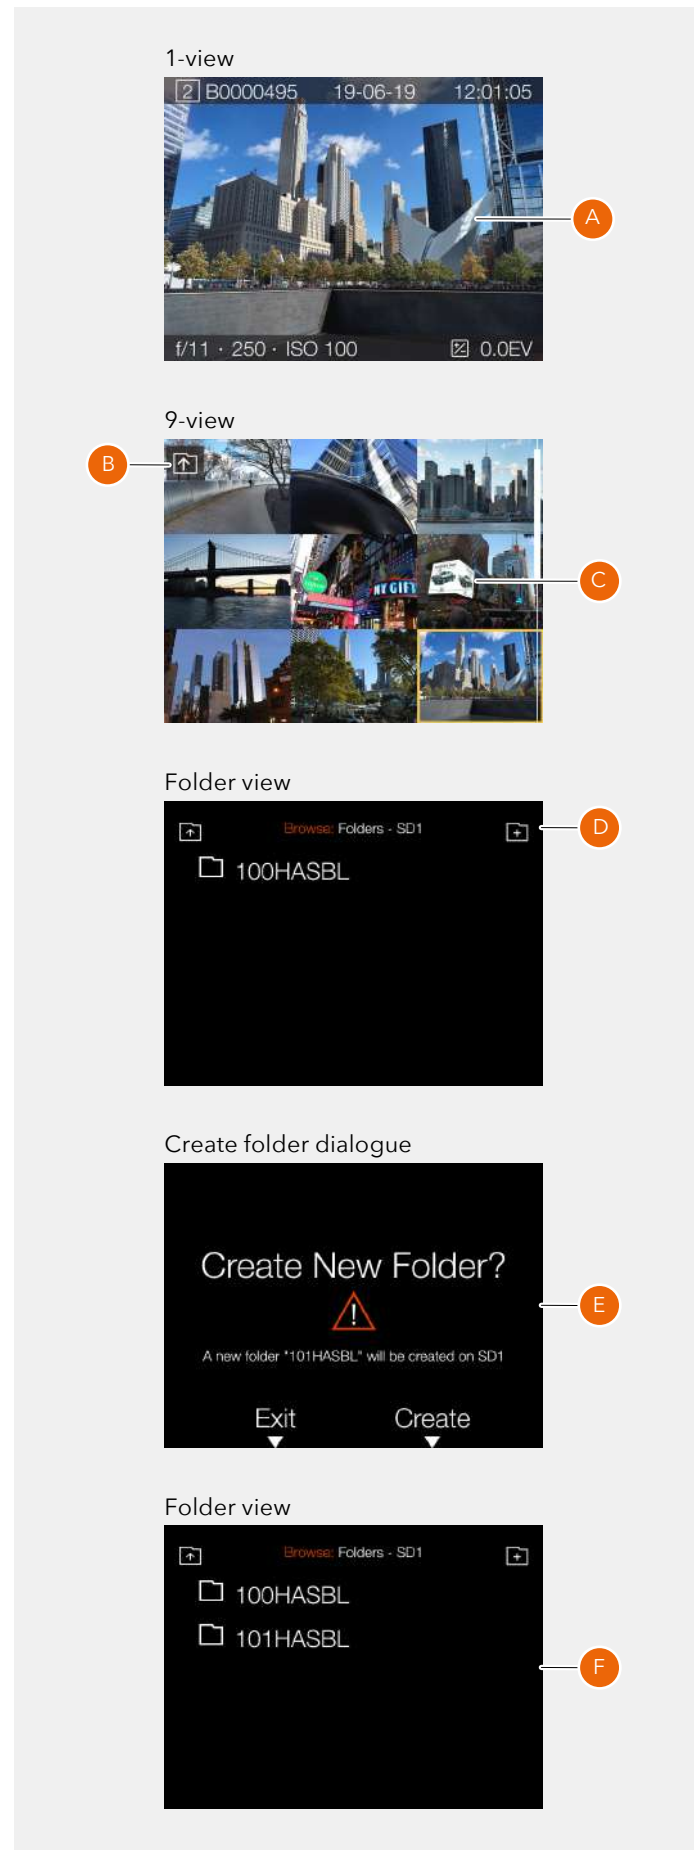 1-view
2 B0000495 19-06-19 12:01:05
A
f/11 · 250 · ISO 100 0.0EV
9-view
B
NY GIFT
C
Folder view
Browse: Folders - SD1
D
100HASBL
Create folder dialogue
Create New Folder?
!
E
A new folder "101HASBL" will be created on SD1
Exit Create
Folder view
Browse: Folders - SD1
100HASBL
101HASBL
F